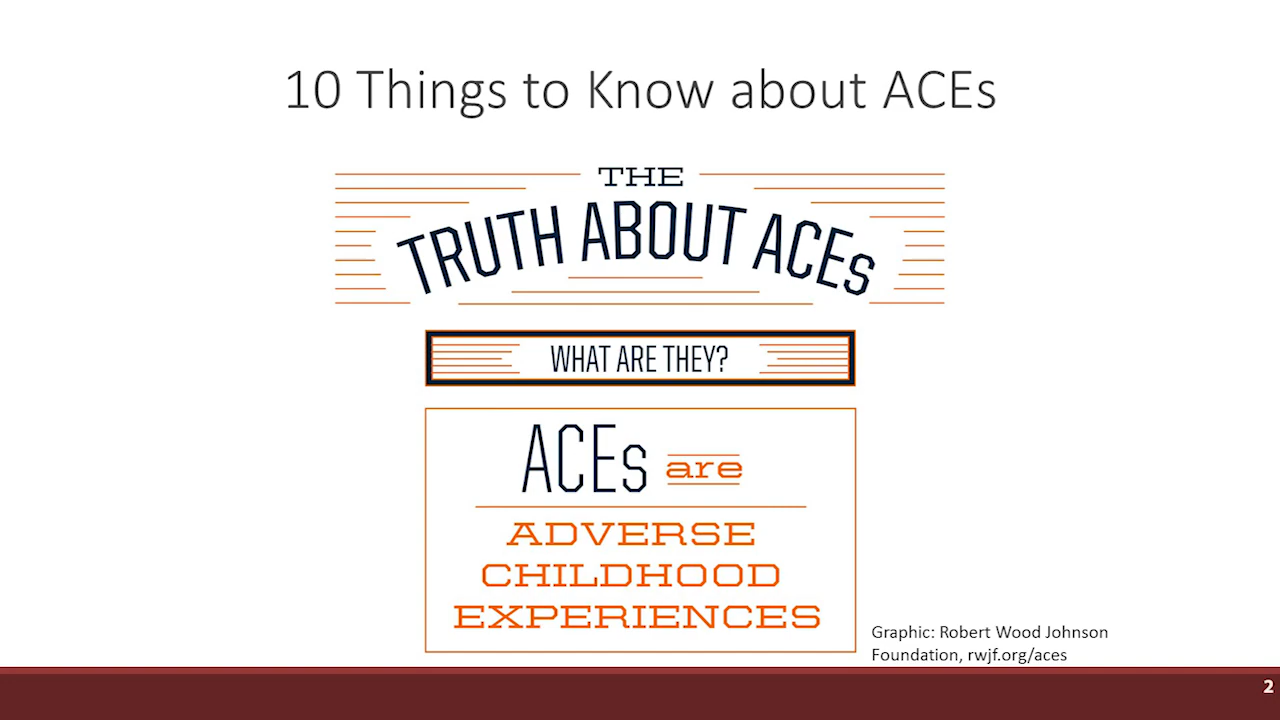 10 Things to Know about ACEs
THE
TRUTH ABOUT ACEs
WHAT ARE THEY?
ACEs are
ADVERSE
CHILDHOOD
EXPERIENCES
Graphic: Robert Wood Johnson
Foundation, rwjf.org/aces
2